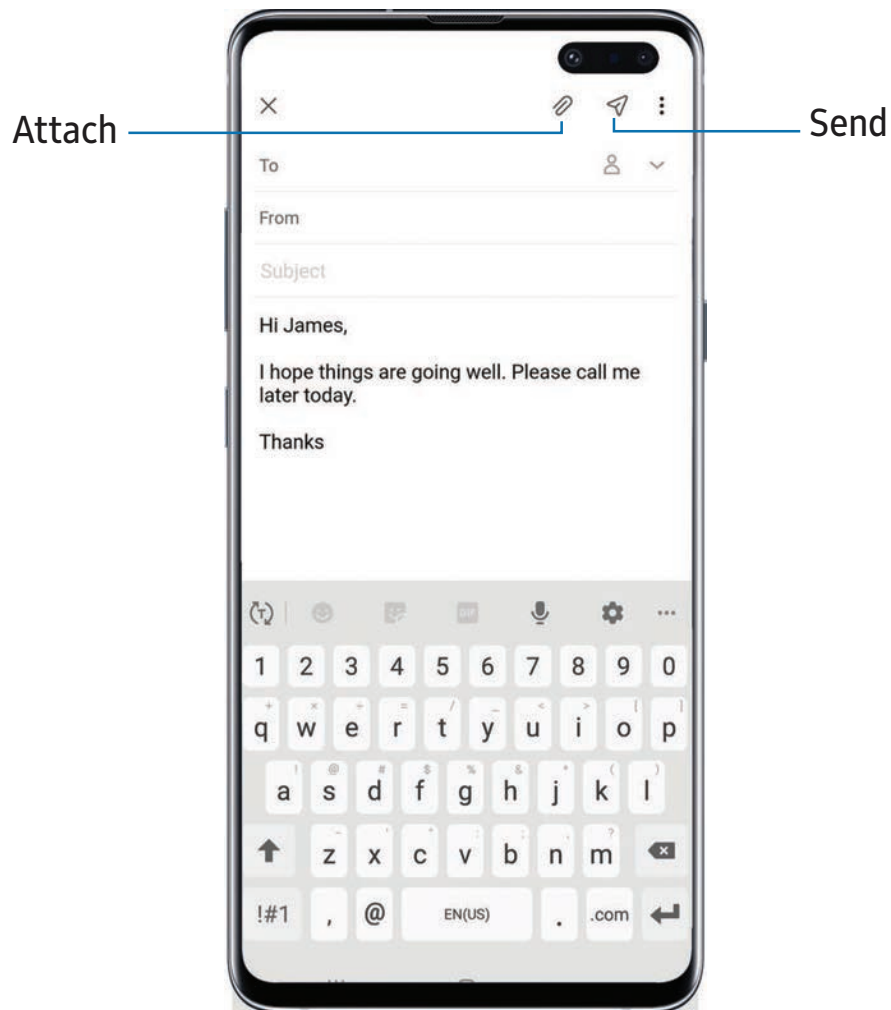 Attach
Send
To
From
Subject
Hi James,
I hope things are going well. Please call me
later today.
Thanks
GIF
1 2 3 4 5 6 7 8 9 0
+ × ÷ = / _ < > [ ]
q w e r t y u i o p
! @ # $ % & * ( )
a s d f g h j k l
- ' " : ; , ?
z x c v b n m
!#1 , @ EN(US) . .com